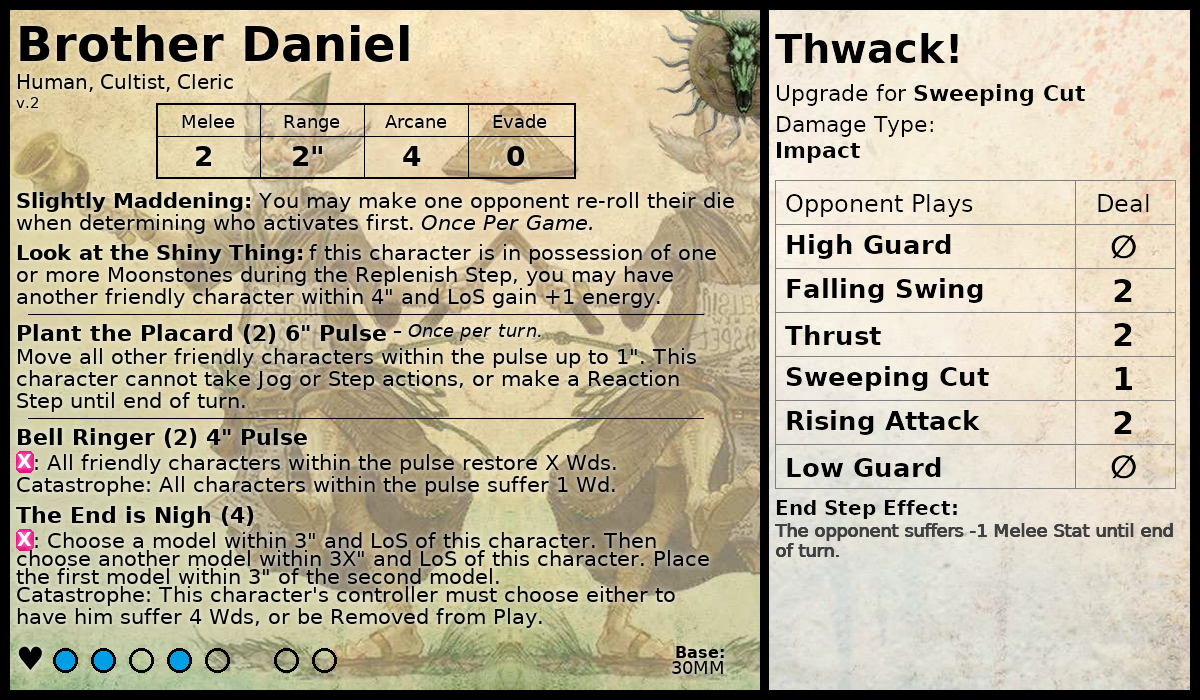 Brother Daniel
Human, Cultist, Cleric
v.2
Melee Range Arcane Evade
2 2" 4 0
Slightly Maddening: You may make one opponent re-roll their die
when determining who activates first. Once Per Game.
Look at the Shiny Thing: f this character is in possession of one
or more Moonstones during the Replenish Step, you may have
another friendly character within 4" and LoS gain +1 energy.
Plant the Placard (2) 6" Pulse – Once per turn.
Move all other friendly characters within the pulse up to 1". This
character cannot take Jog or Step actions, or make a Reaction
Step until end of turn.
Bell Ringer (2) 4" Pulse
X: All friendly characters within the pulse restore X Wds.
Catastrophe: All characters within the pulse suffer 1 Wd.
The End is Nigh (4)
X: Choose a model within 3" and LoS of this character. Then
choose another model within 3X" and LoS of this character. Place
the first model within 3" of the second model.
Catastrophe: This character's controller must choose either to
have him suffer 4 Wds, or be Removed from Play.
Base:
30MM
Thwack!
Upgrade for Sweeping Cut
Damage Type:
Impact
Opponent Plays Deal
High Guard ∅
Falling Swing 2
Thrust 2
Sweeping Cut 1
Rising Attack 2
Low Guard ∅
End Step Effect:
The opponent suffers -1 Melee Stat until end
of turn.